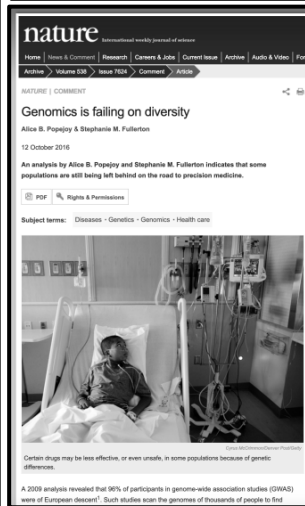 nature International weekly journal of science
Home | News & Comment | Research | Careers & Jobs | Current Issue | Archive | Audio & Video | For
Archive Volume 538 Issue 7624 Comment Article
NATURE | COMMENT
Genomics is failing on diversity
Alice B. Popejoy & Stephanie M. Fullerton
12 October 2016
An analysis by Alice B. Popejoy and Stephanie M. Fullerton indicates that some
populations are still being left behind on the road to precision medicine.
PDF Rights & Permissions
Subject terms: Diseases · Genetics · Genomics · Health care
Cyrus McCrimmon/Denver Post/Getty
Certain drugs may be less effective, or even unsafe, in some populations because of genetic
differences.
A 2009 analysis revealed that 96% of participants in genome-wide association studies (GWAS)
were of European descent1. Such studies scan the genomes of thousands of people to find